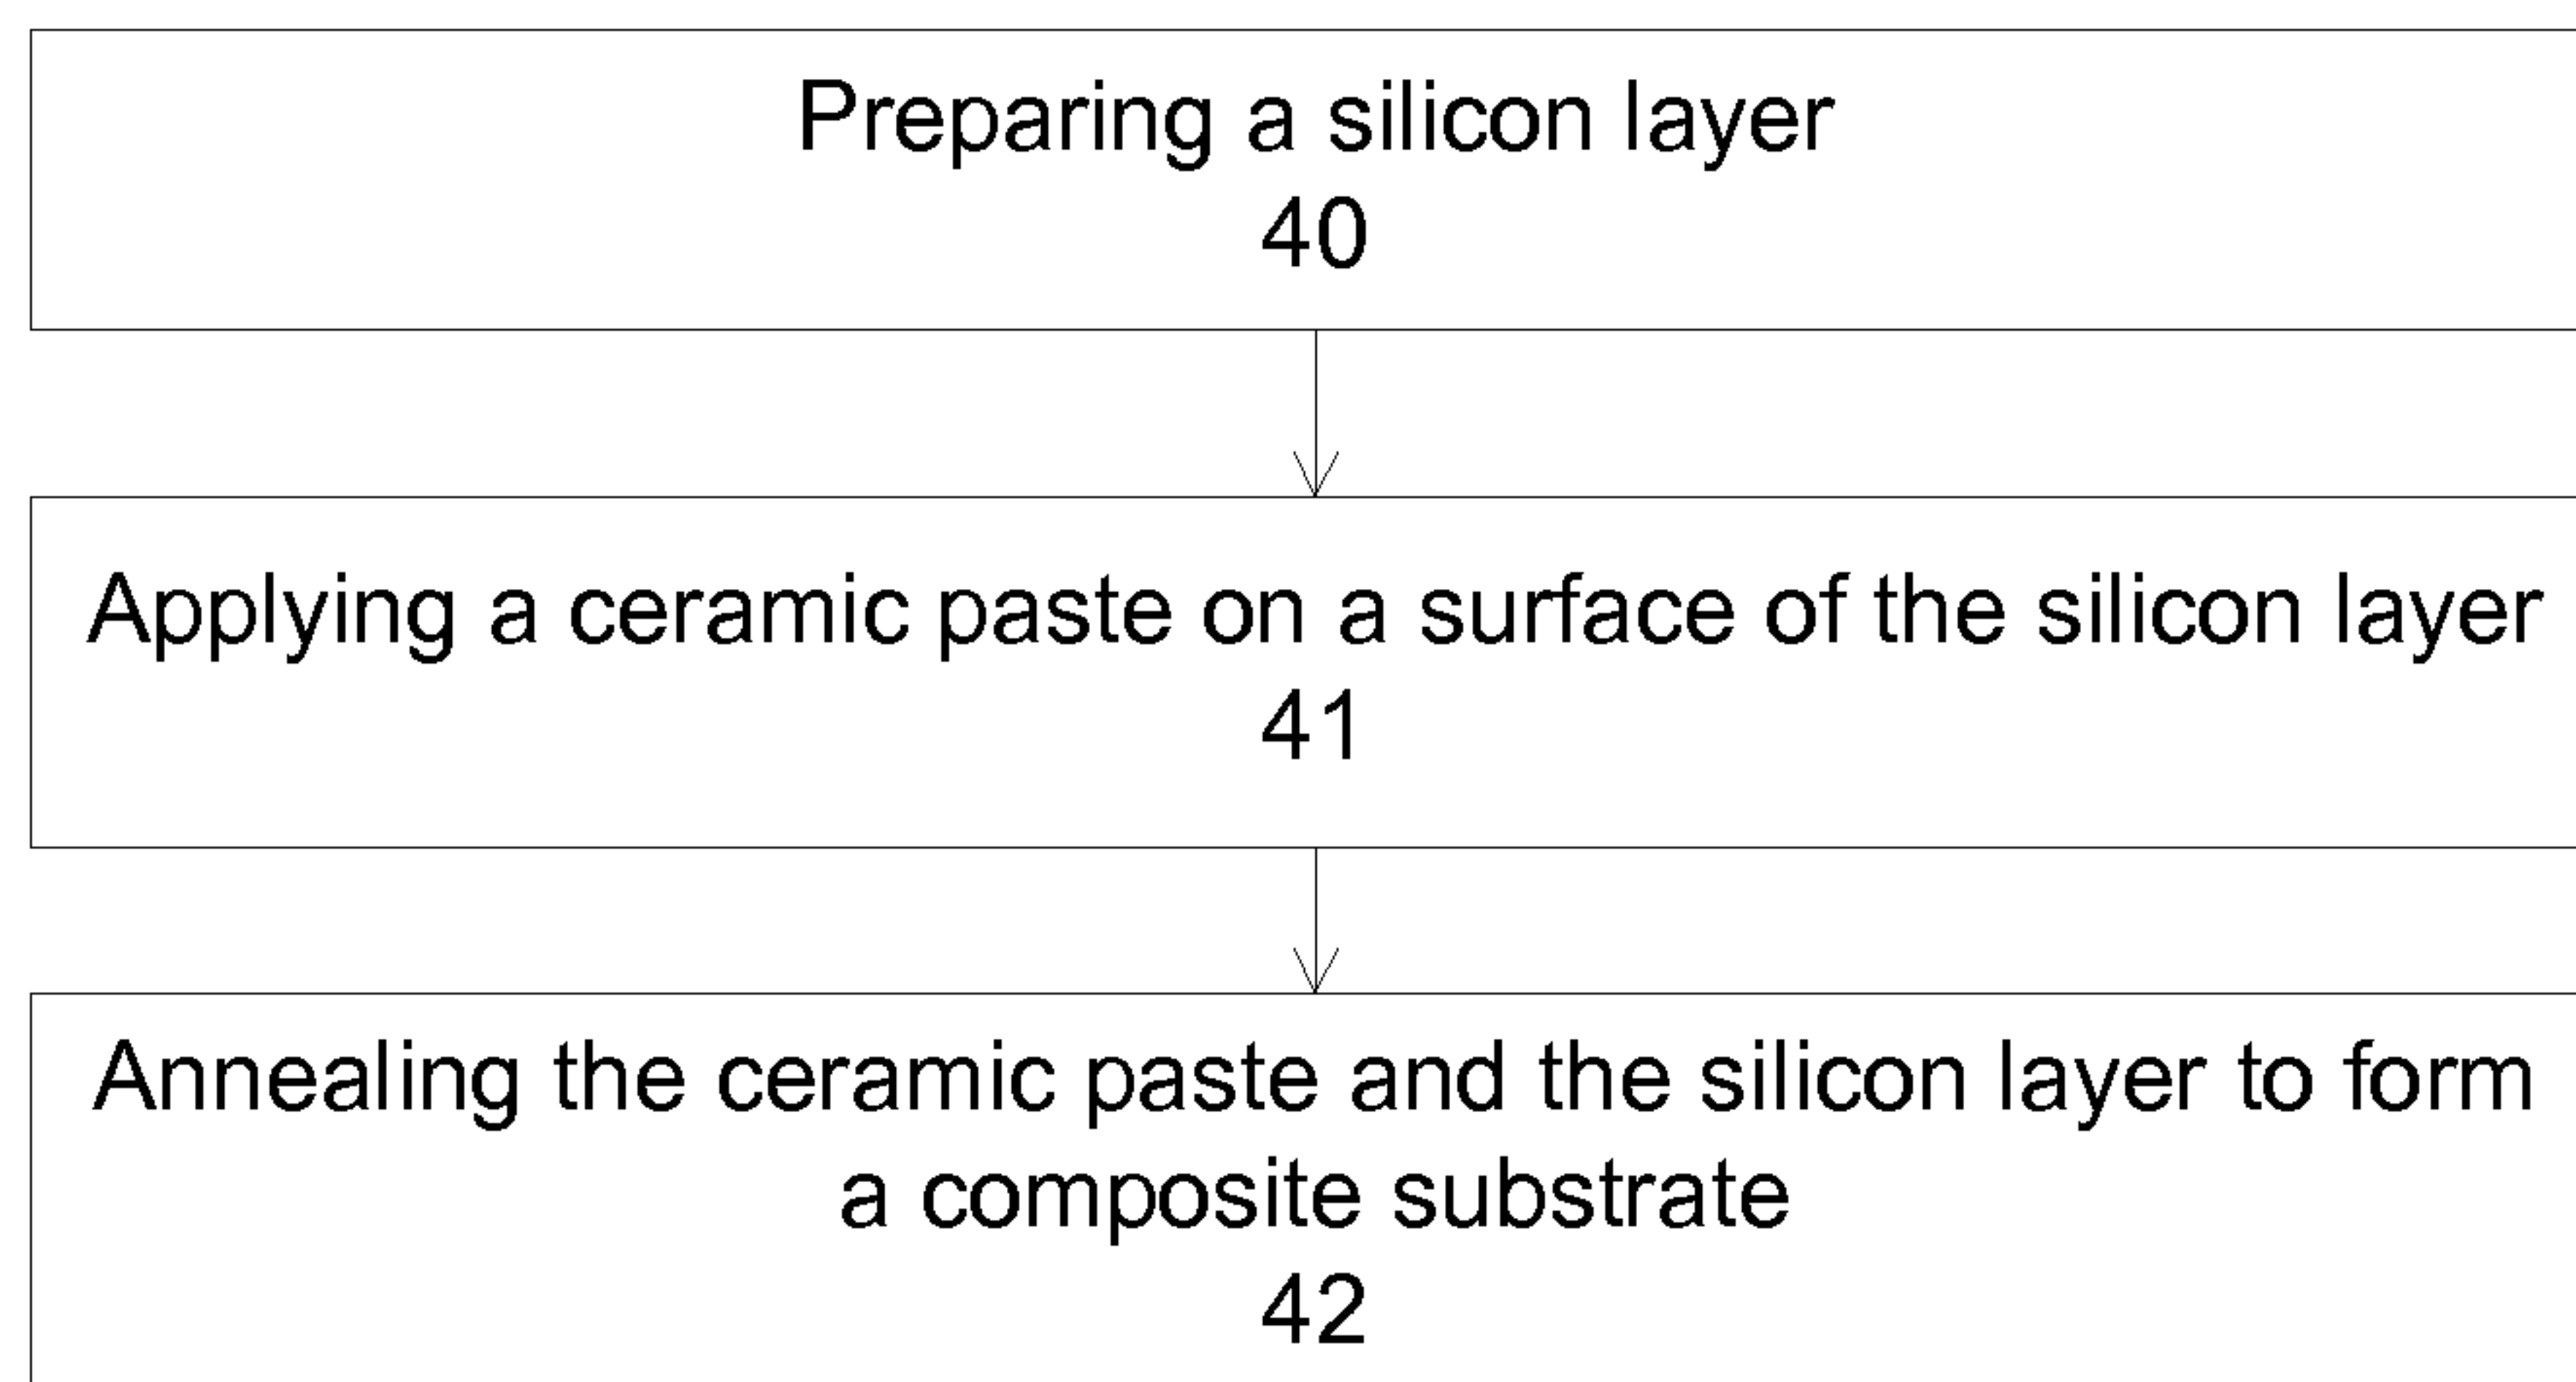 Preparing a silicon layer
40
Applying a ceramic paste on a surface of the silicon layer
41
Annealing the ceramic paste and the silicon layer to form
a composite substrate
42